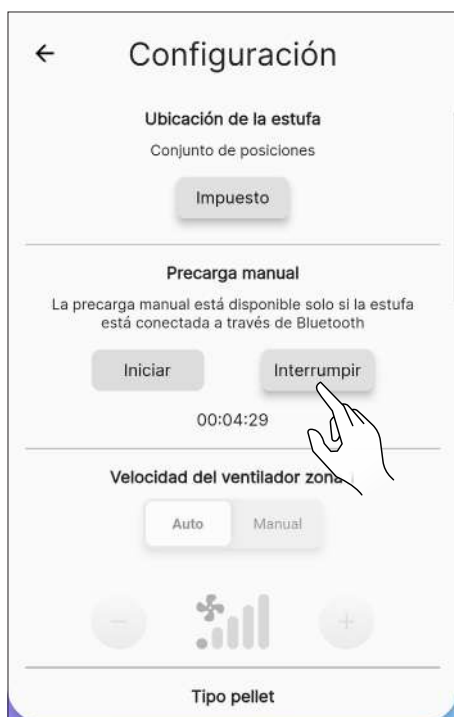 Configuración
Ubicación de la estufa
Conjunto de posiciones
Impuesto
Precarga manual
La precarga manual está disponible solo si la estufa
está conectada a través de Bluetooth
Iniciar
Interrumpir
00:04:29
Velocidad del ventilador zona
Auto
Manual
Tipo pellet